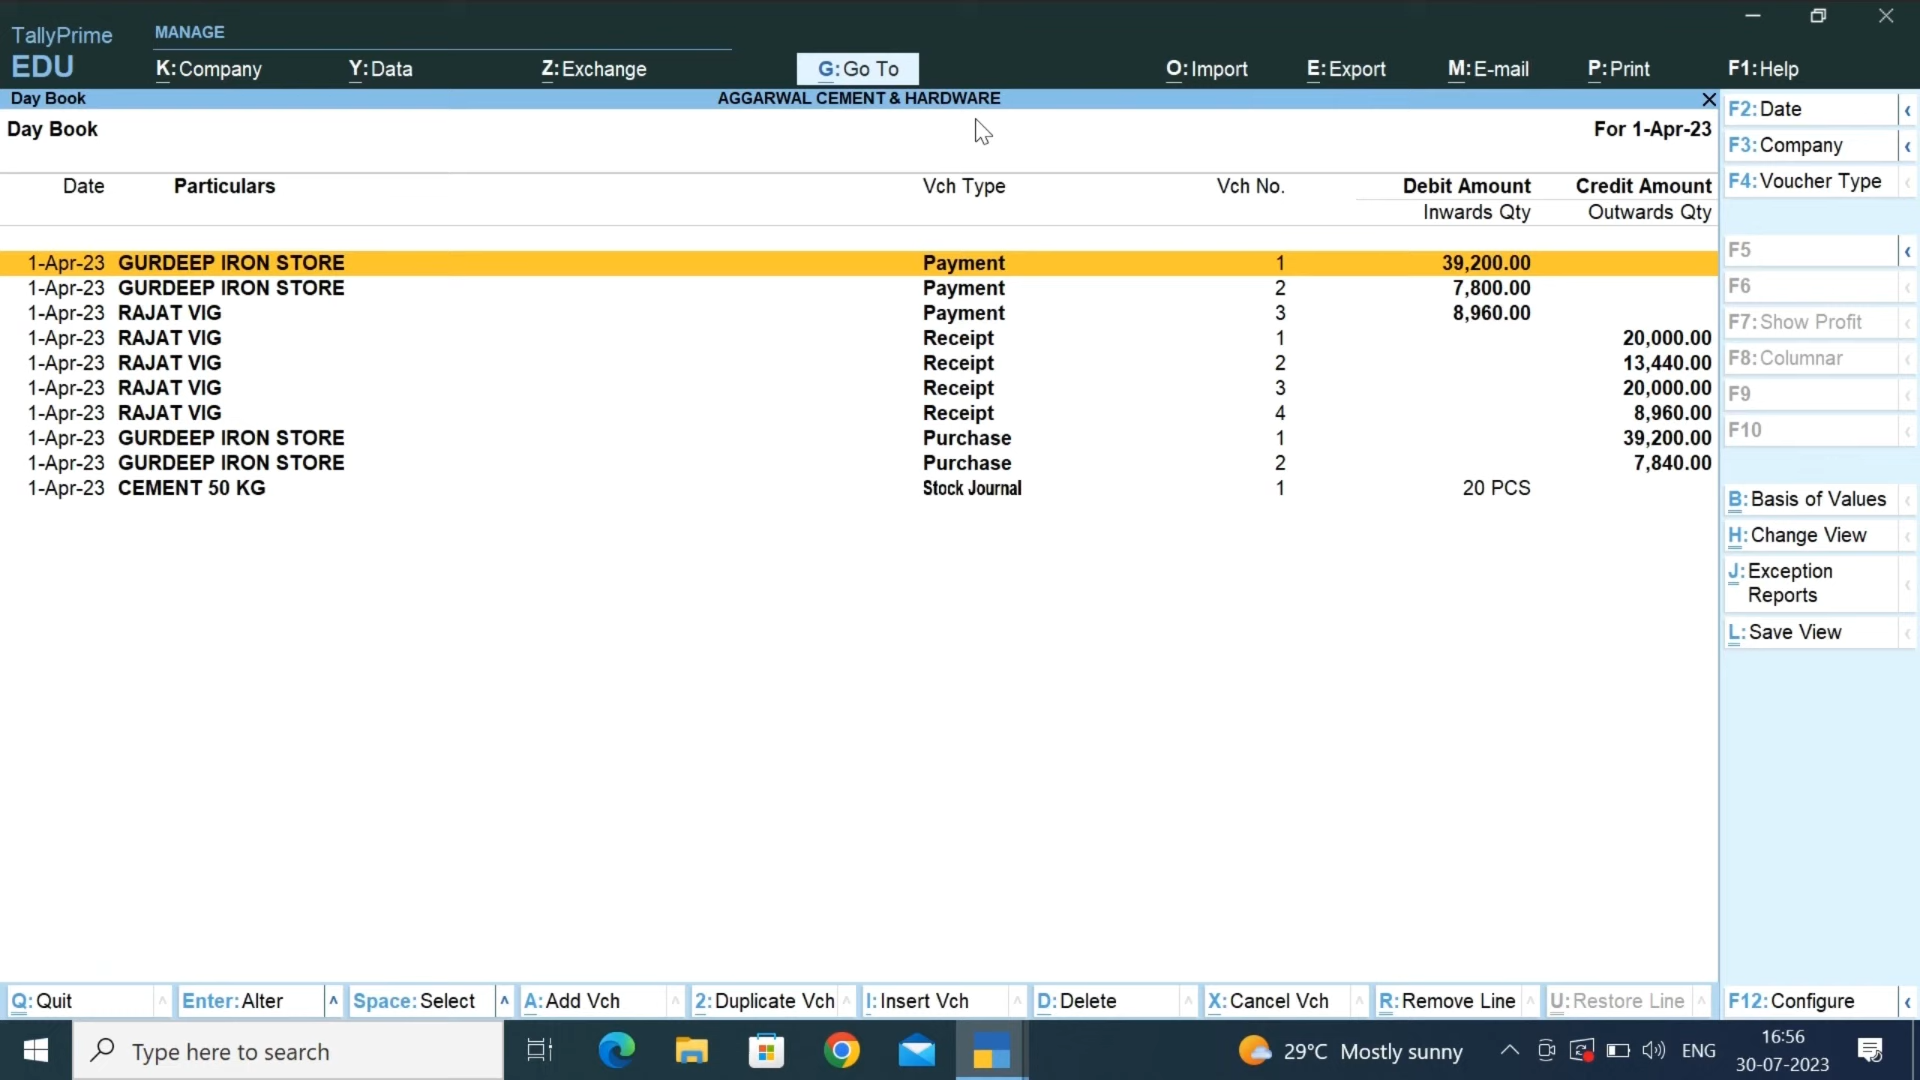 TallyPrime
EDU
MANAGE
K:Company Y:Data Z:Exchange G:Go To O:Import E:Export M:E-mail P:Print F1:Help
Day Book AGGARWAL CEMENT & HARDWARE
Day Book For 1-Apr-23
Date Particulars Vch Type Vch No. Debit Amount Credit Amount
Inwards Qty Outwards Qty
1-Apr-23 GURDEEP IRON STORE Payment 1 39,200.00
1-Apr-23 GURDEEP IRON STORE Payment 2 7,800.00
1-Apr-23 RAJAT VIG Payment 3 8,960.00
1-Apr-23 RAJAT VIG Receipt 1 20,000.00
1-Apr-23 RAJAT VIG Receipt 2 13,440.00
1-Apr-23 RAJAT VIG Receipt 3 20,000.00
1-Apr-23 RAJAT VIG Receipt 4 8,960.00
1-Apr-23 GURDEEP IRON STORE Purchase 1 39,200.00
1-Apr-23 GURDEEP IRON STORE Purchase 2 7,840.00
1-Apr-23 CEMENT 50 KG Stock Journal 1 20 PCS
F2:Date
F3:Company
F4:Voucher Type
F5
F6
F7:Show Profit
F8:Columnar
F9
F10
B:Basis of Values
H:Change View
J:Exception
Reports
L:Save View
Q:Quit Enter:Alter Space:Select A:Add Vch 2:Duplicate Vch I:Insert Vch D:Delete X:Cancel Vch R:Remove Line U:Restore Line F12:Configure
Type here to search 29°C Mostly sunny ENG 16:56
30-07-2023